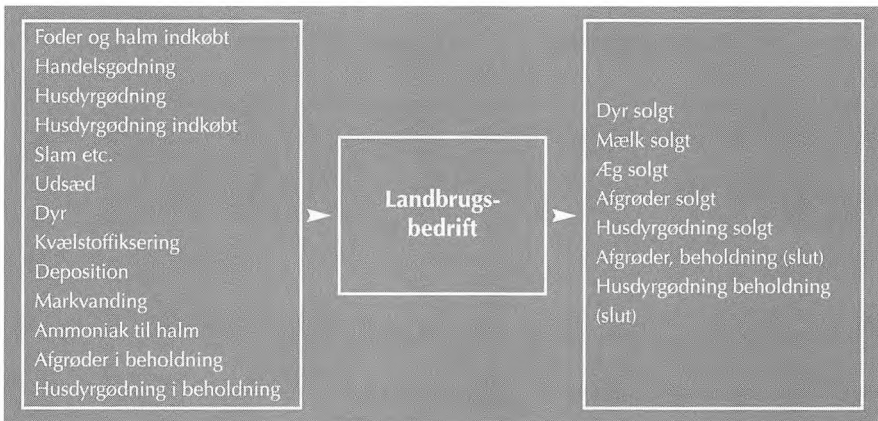 Foder og halm indkøbt
Handelsgødning
Husdyrgødning
Husdyrgødning indkøbt
Slam etc.
Udsæd
Dyr
Kvælstoffiksering
Deposition
Markvanding
Ammoniak til halm
Afgrøder i beholdning
Husdyrgødning i beholdning
Landbrugs-
bedrift
Dyr solgt
Mælk solgt
Æg solgt
Afgrøder solgt
Husdyrgødning solgt
Afgrøder, beholdning (slut)
Husdyrgødning beholdning
(slut)